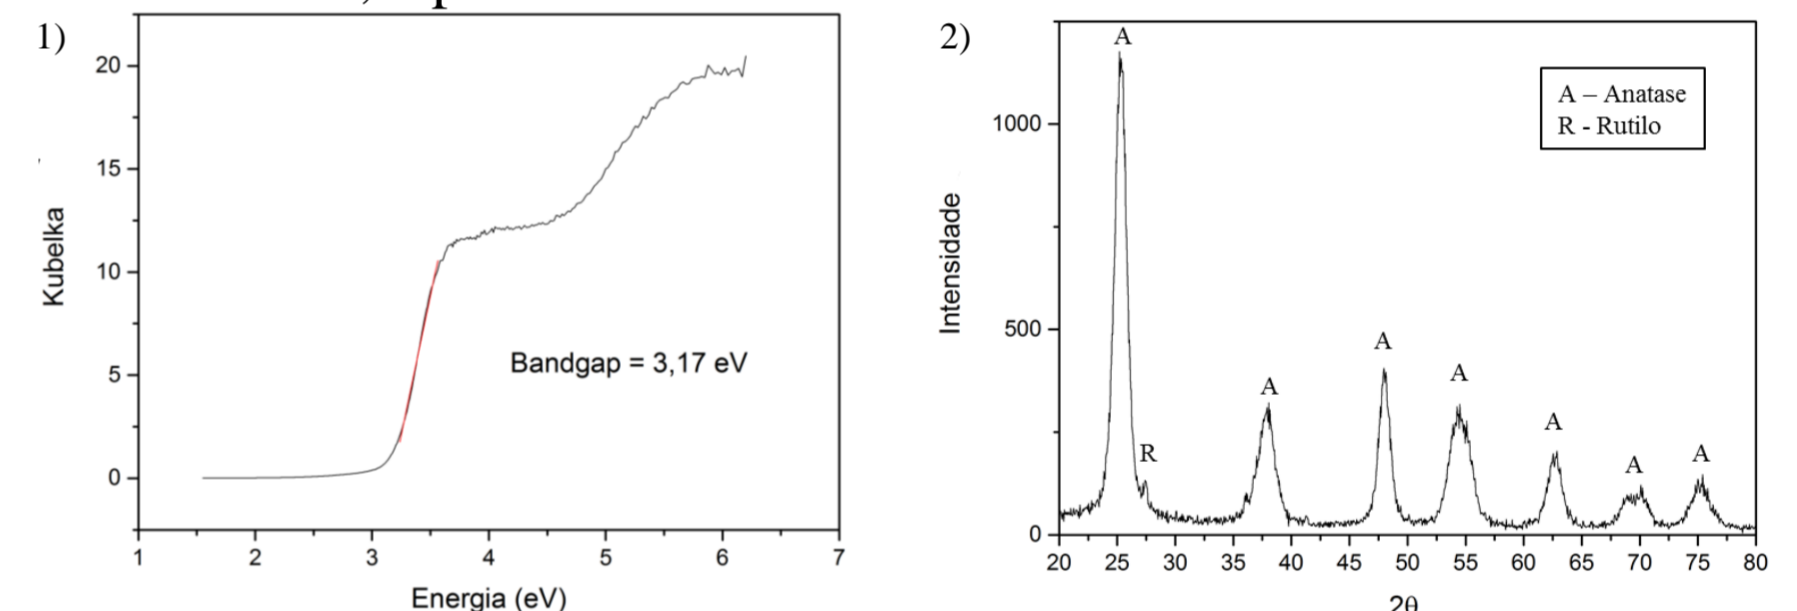 1)
20
15
10
5
0
Kubelka
Bandgap = 3,17 eV
1 2 3 4 5 6 7
Energia (eV)
2)
A
A – Anatase
R - Rutilo
1000
500
0
Intensidade
R
A
A
A
A
A
A
20 25 30 35 40 45 50 55 60 65 70 75 80
2θ